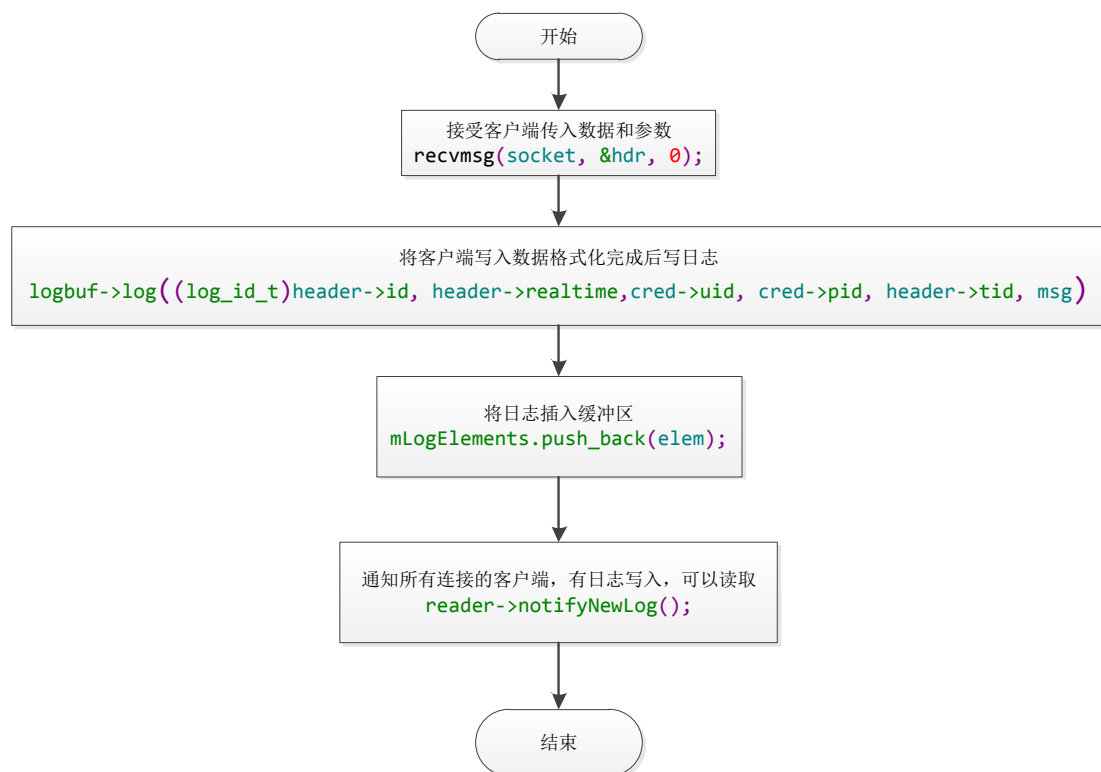 开始
接受客户端传入数据和参数
recvmsg(socket, &hdr, 0);
将客户端写入数据格式化完成后写日志
logbuf->log((log_id_t)header->id, header->realtime,cred->uid, cred->pid, header->tid, msg)
将日志插入缓冲区
mLogElements.push_back(elem);
通知所有连接的客户端，有日志写入，可以读取
reader->notifyNewLog();
结束